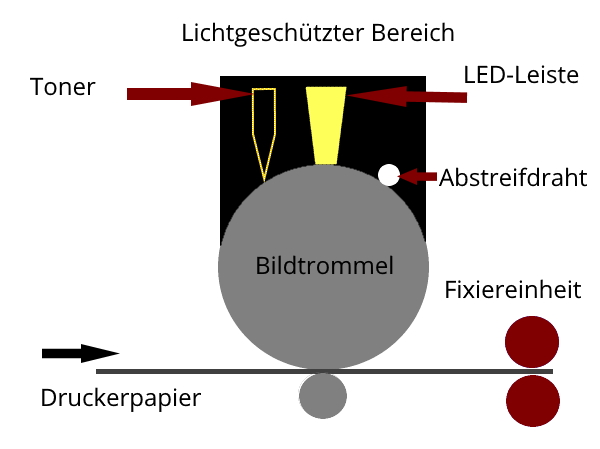 Lichtgeschützter Bereich
Toner
LED-Leiste
Abstreifdraht
Bildtrommel
Fixiereinheit
Druckerpapier